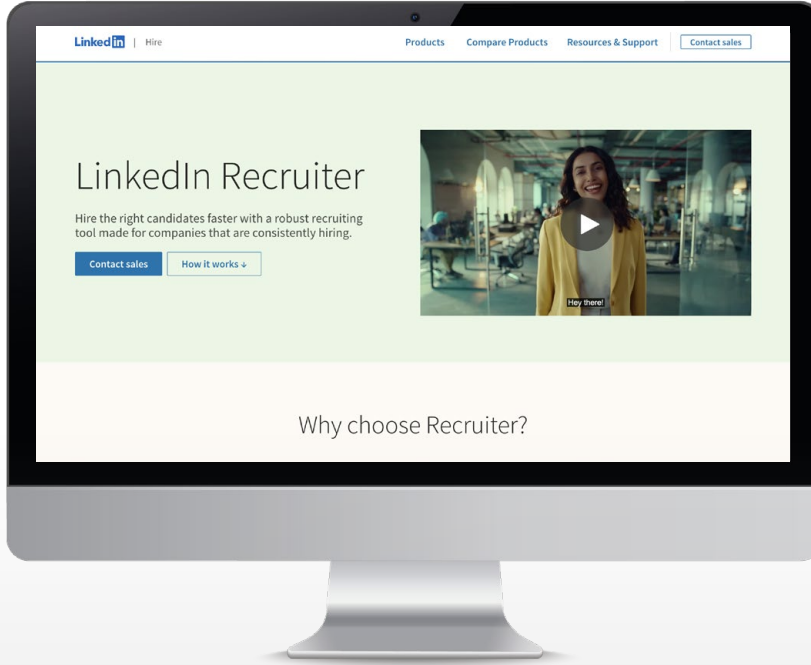 Linked in | Hire
Products Compare Products Resources & Support Contact sales
LinkedIn Recruiter
Hire the right candidates faster with a robust recruiting
tool made for companies that are consistently hiring.
Contact sales How it works ↓
Hey there!
Why choose Recruiter?